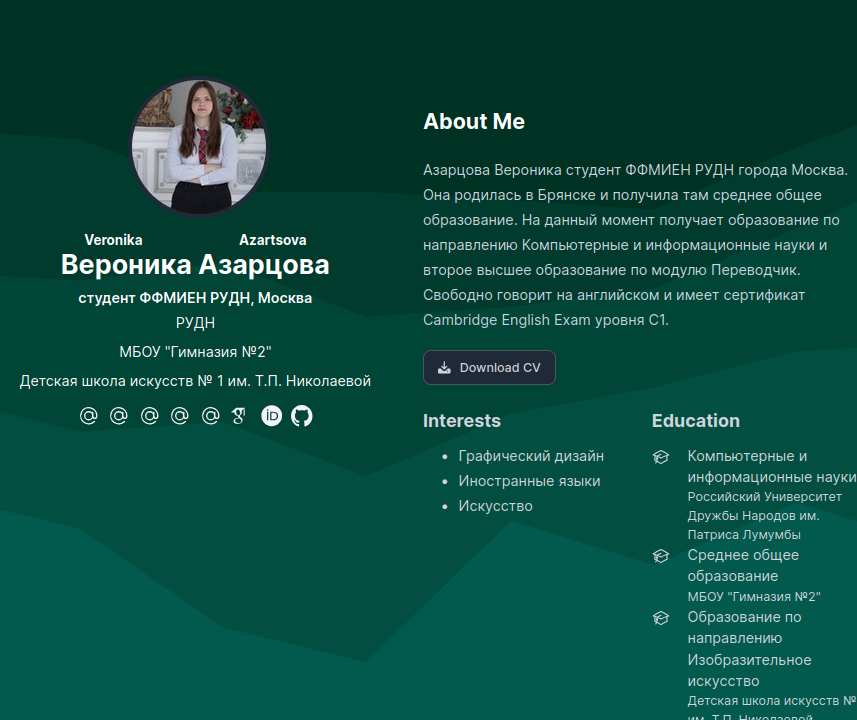 Veronika Azartsova
Вероника Азарцова
студент ФФМИЕН РУДН, Москва
РУДН
МБОУ "Гимназия №2"
Детская школа искусств № 1 им. Т.П. Николаевой
About Me
Азарцова Вероника студент ФФМИЕН РУДН города Москва.
Она родилась в Брянске и получила там среднее общее
образование. На данный момент получает образование по
направлению Компьютерные и информационные науки и
второе высшее образование по модулю Переводчик.
Свободно говорит на английском и имеет сертификат
Cambridge English Exam уровня C1.
Download CV
Interests
Графический дизайн
Иностранные языки
Искусство
Education
Компьютерные и
информационные науки
Российский Университет
Дружбы Народов им.
Патриса Лумумбы
Среднее общее
образование
МБОУ "Гимназия №2"
Образование по
направлению
Изобразительное
искусство
Детская школа искусств №
им. Т.П. Николаевой